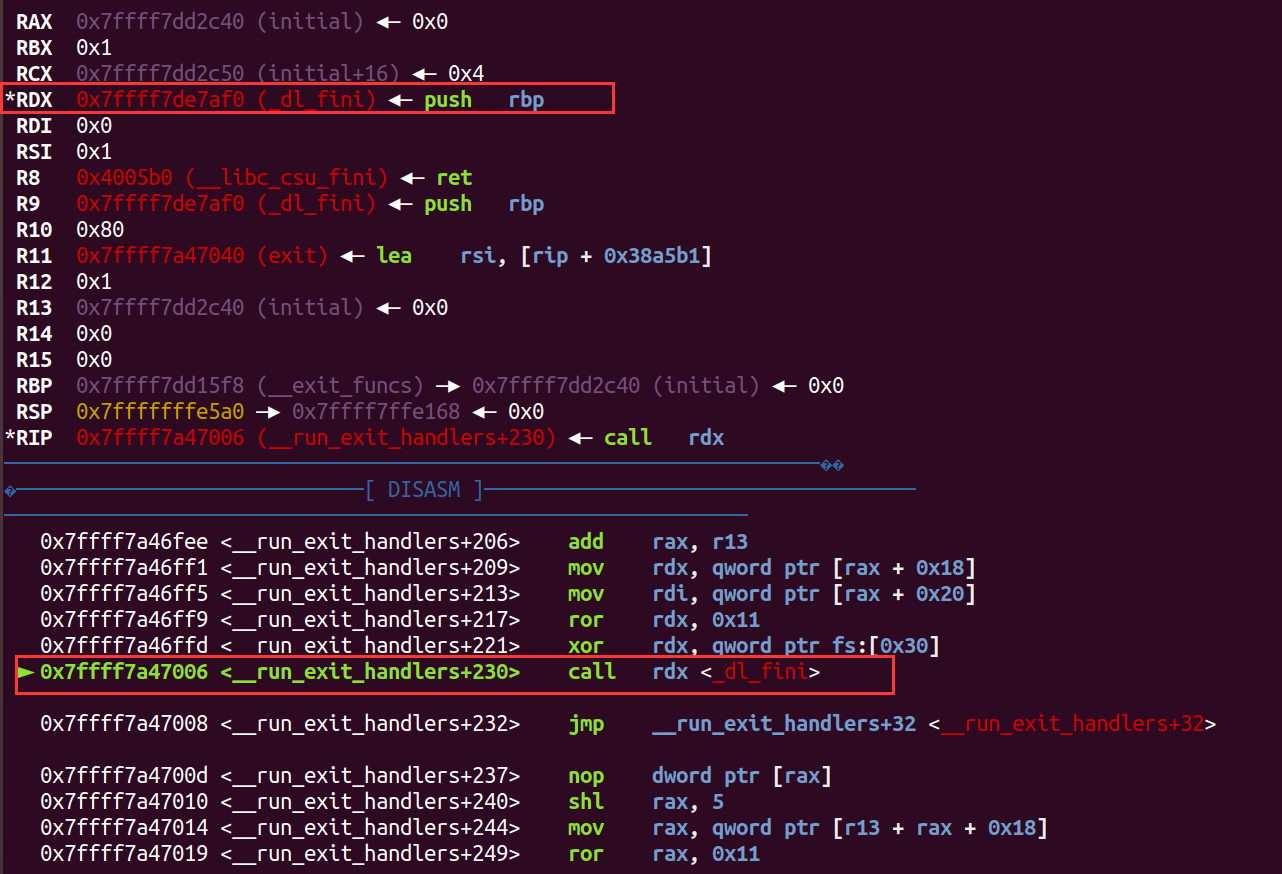 RAX  0x7ffff7dd2c40 (initial) ◂— 0x0
RBX  0x1
RCX  0x7ffff7dd2c50 (initial+16) ◂— 0x4
*RDX  0x7ffff7de7af0 (_dl_fini) ◂— push   rbp
RDI  0x0
RSI  0x1
R8   0x4005b0 (__libc_csu_fini) ◂— ret
R9   0x7ffff7de7af0 (_dl_fini) ◂— push   rbp
R10  0x80
R11  0x7ffff7a47040 (exit) ◂— lea    rsi, [rip + 0x38a5b1]
R12  0x1
R13  0x7ffff7dd2c40 (initial) ◂— 0x0
R14  0x0
R15  0x0
RBP  0x7ffff7dd15f8 (__exit_funcs) —▸ 0x7ffff7dd2c40 (initial) ◂— 0x0
RSP  0x7fffffffe5a0 —▸ 0x7ffff7ffe168 ◂— 0x0
*RIP  0x7ffff7a47006 (__run_exit_handlers+230) ◂— call   rdx
[ DISASM ]
0x7ffff7a46fee <__run_exit_handlers+206>    add    rax, r13
0x7ffff7a46ff1 <__run_exit_handlers+209>    mov    rdx, qword ptr [rax + 0x18]
0x7ffff7a46ff5 <__run_exit_handlers+213>    mov    rdi, qword ptr [rax + 0x20]
0x7ffff7a46ff9 <__run_exit_handlers+217>    ror    rdx, 0x11
0x7ffff7a46ffd <__run_exit_handlers+221>    xor    rdx, qword ptr fs:[0x30]
► 0x7ffff7a47006 <__run_exit_handlers+230>    call   rdx <_dl_fini>
0x7ffff7a47008 <__run_exit_handlers+232>    jmp    __run_exit_handlers+32 <__run_exit_handlers+32>
0x7ffff7a4700d <__run_exit_handlers+237>    nop    dword ptr [rax]
0x7ffff7a47010 <__run_exit_handlers+240>    shl    rax, 5
0x7ffff7a47014 <__run_exit_handlers+244>    mov    rax, qword ptr [r13 + rax + 0x18]
0x7ffff7a47019 <__run_exit_handlers+249>    ror    rax, 0x11